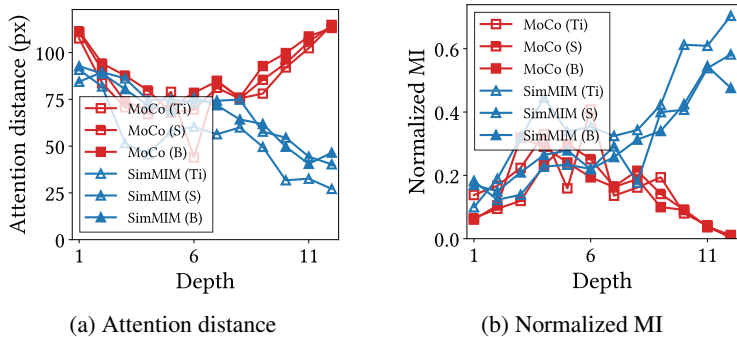 Attention distance (px)
100
75
50
25
0
MoCo (Ti)
MoCo (S)
MoCo (B)
SimMIM (Ti)
SimMIM (S)
SimMIM (B)
1
6
11
Depth
(a) Attention distance
Normalized MI
0.6
0.4
0.2
0.0
MoCo (Ti)
MoCo (S)
MoCo (B)
SimMIM (Ti)
SimMIM (S)
SimMIM (B)
1
6
11
Depth
(b) Normalized MI